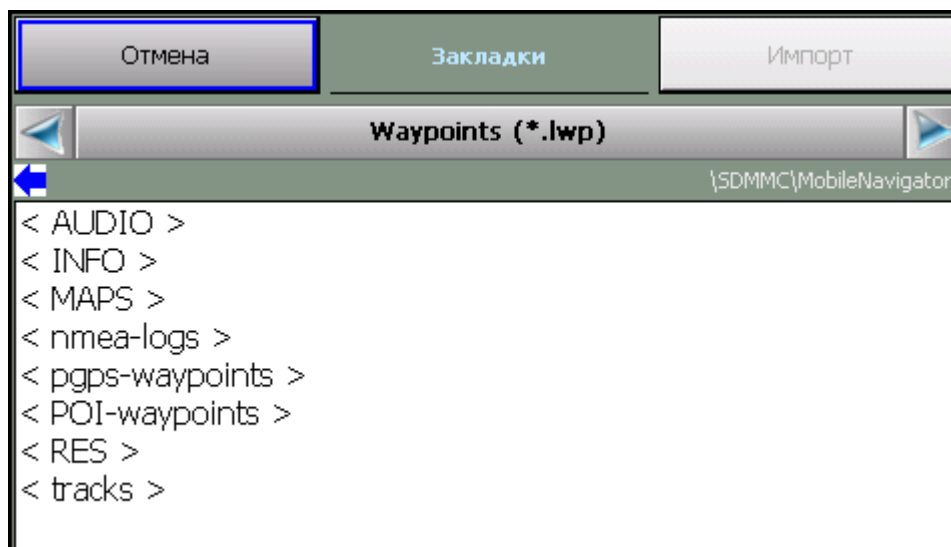 Отмена Закладки Импорт
Waypoints (*.lwp)
\SDMMC\MobileNavigator
< AUDIO >
< INFO >
< MAPS >
< nmea-logs >
< pgps-waypoints >
< POI-waypoints >
< RES >
< tracks >